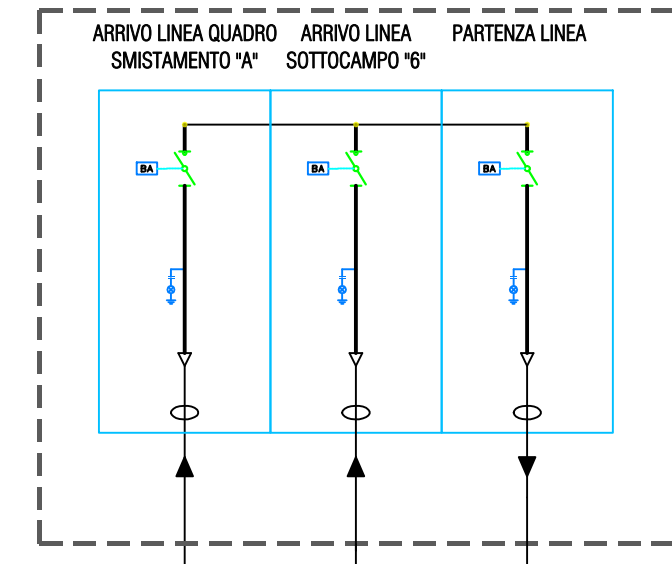 ARRIVO LINEA QUADRO
SMISTAMENTO "A"
ARRIVO LINEA
SOTTOCAMPO "6"
PARTENZA LINEA
BA
BA
BA